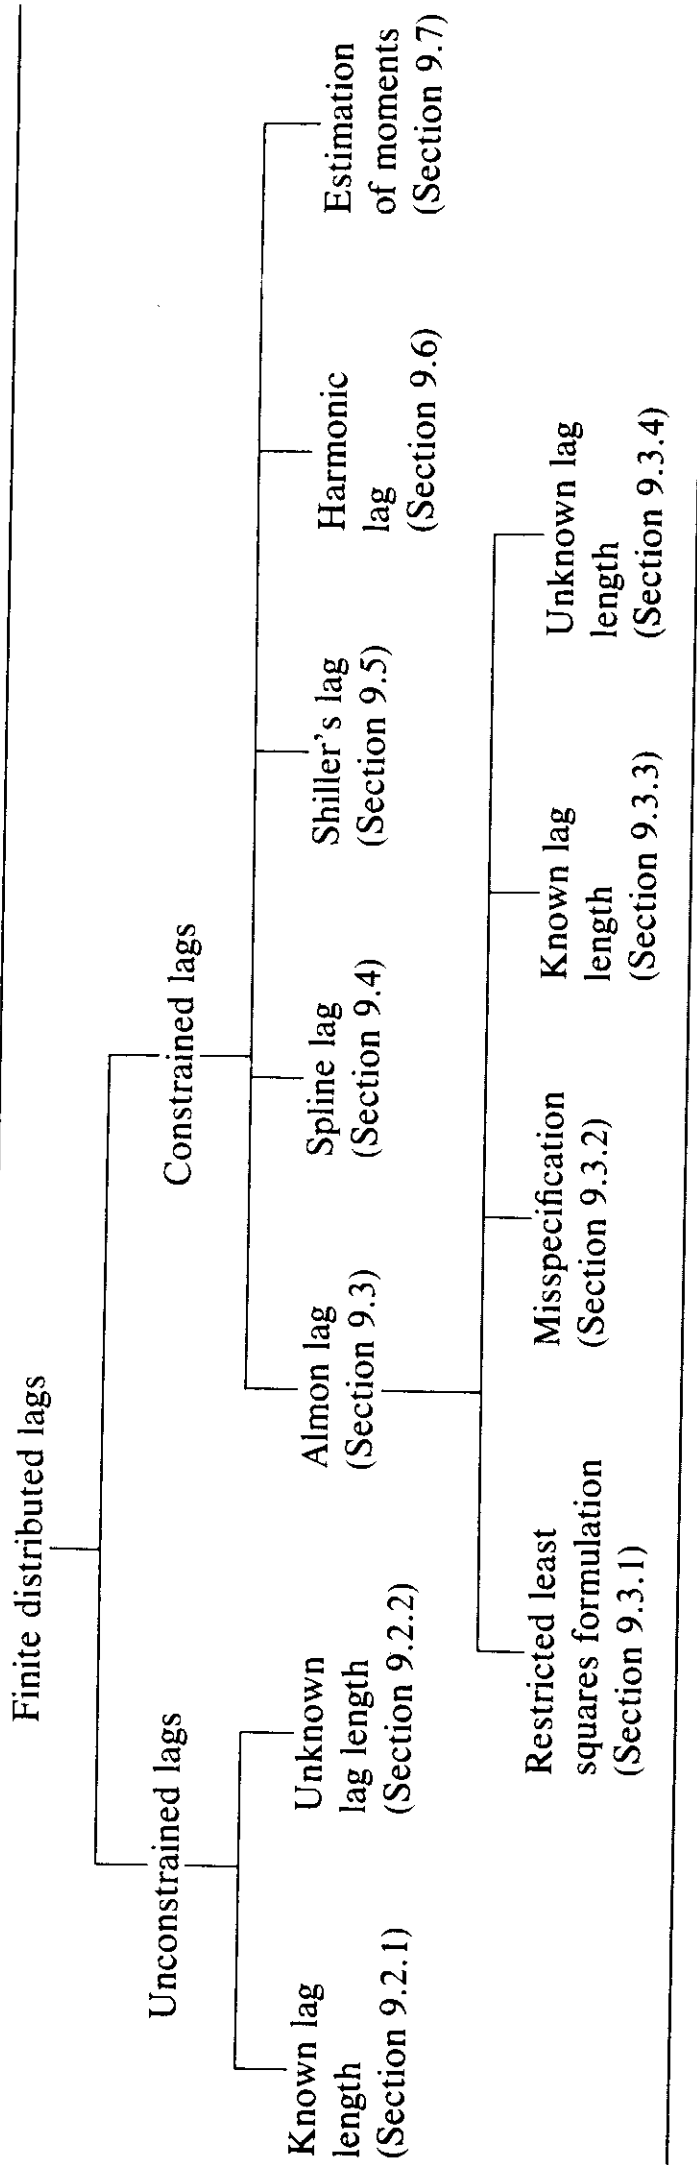 Finite distributed lags
Unconstrained lags
Constrained lags
Known lag
length
(Section 9.2.1)
Unknown
lag length
(Section 9.2.2)
Almon lag
(Section 9.3)
Spline lag
(Section 9.4)
Shiller's lag
(Section 9.5)
Harmonic
lag
(Section 9.6)
Estimation
of moments
(Section 9.7)
Restricted least
squares formulation
(Section 9.3.1)
Misspecification
(Section 9.3.2)
Known lag
length
(Section 9.3.3)
Unknown lag
length
(Section 9.3.4)